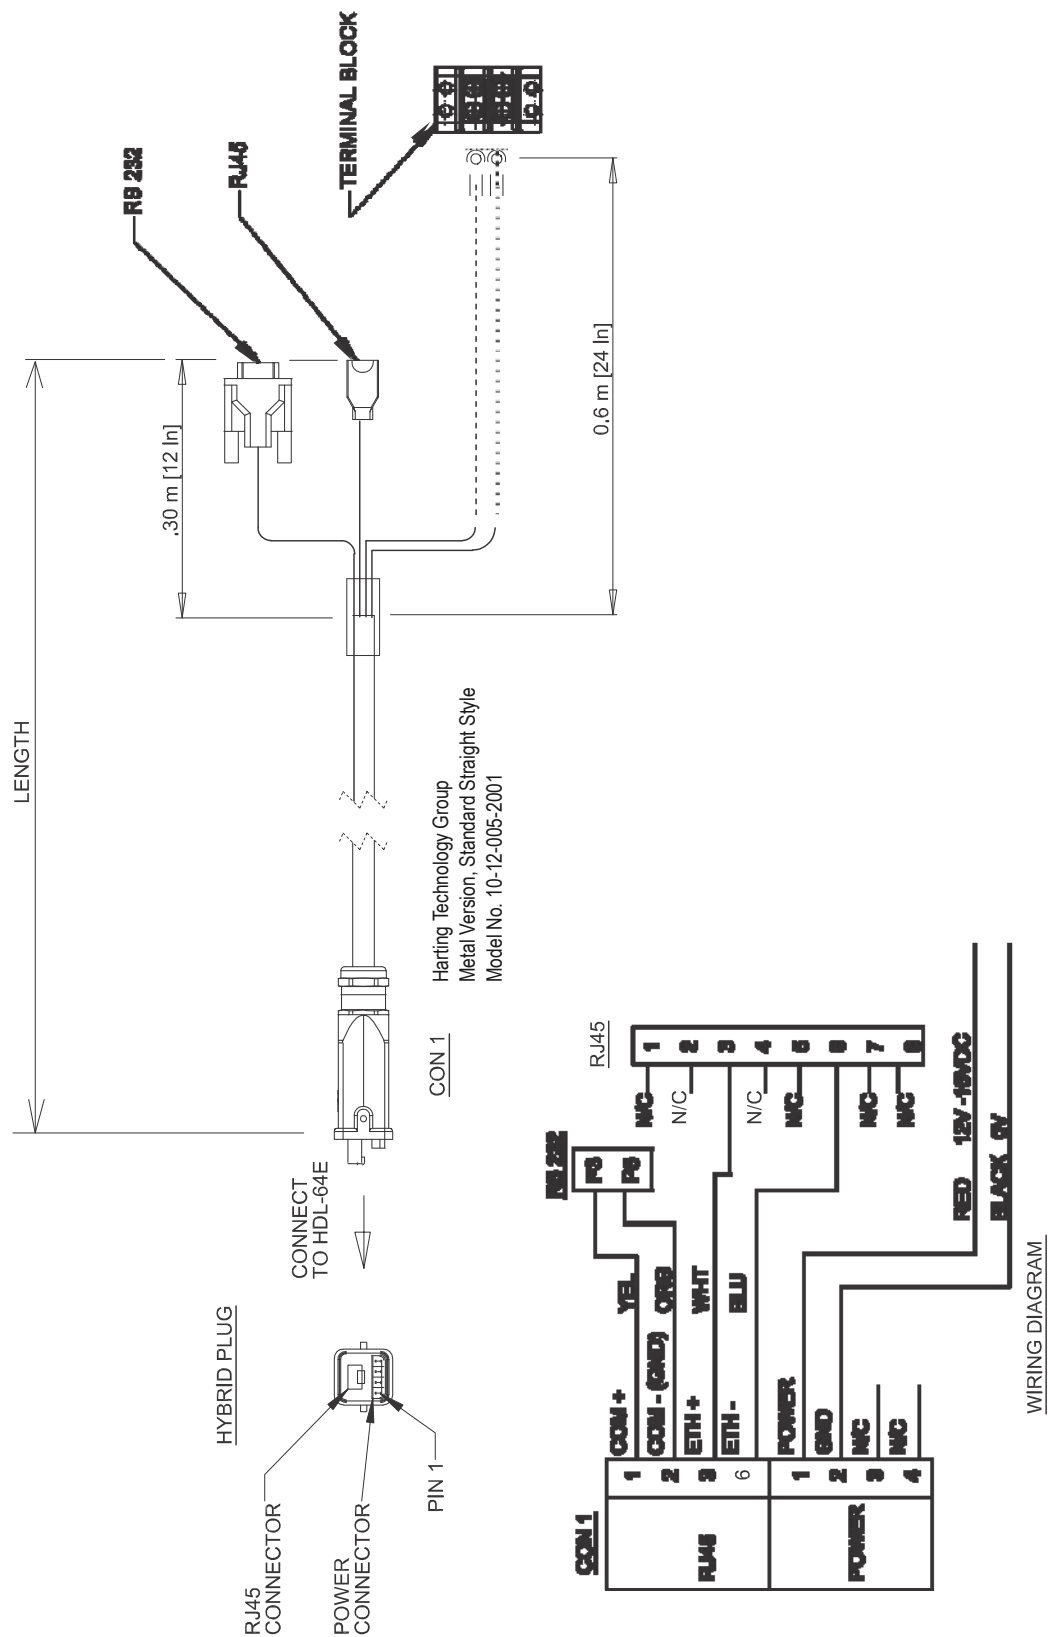 LENGTH
.30 m [12 In]
0.6 m [24 In]
RS 232
RJ45
TERMINAL BLOCK
CONNECT
TO HDL-64E
CON 1
Harting Technology Group
Metal Version, Standard Straight Style
Model No. 10-12-005-2001
HYBRID PLUG
RJ45
CONNECTOR
POWER
CONNECTOR
PIN 1
CON 1
RJ45
1 COM +
2 COM - (GND)
3 ETH +
6 ETH -
POWER
1 POWER
2 GND
3 N/C
4 N/C
YEL
ORG
WHT
BLU
RS 232
P3
P5
RJ45
N/C 1
N/C 2
3
N/C 4
N/C 5
6
N/C 7
N/C 8
RED 12V -16VDC
BLACK 0V
WIRING DIAGRAM